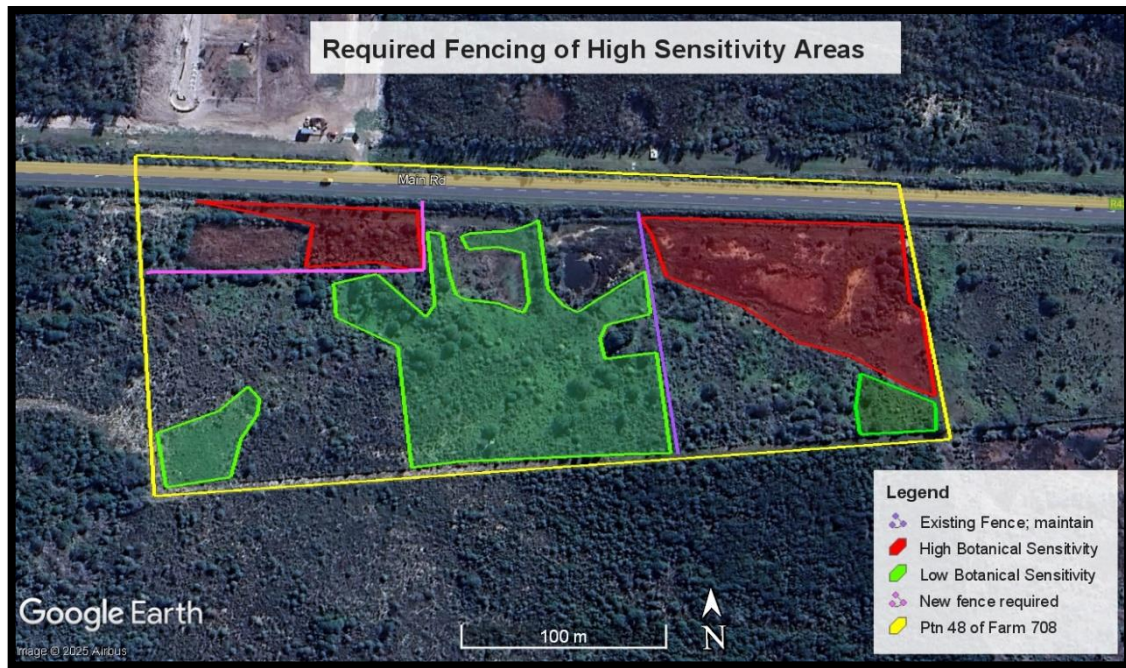 Required Fencing of High Sensitivity Areas
Main Rd
R4
Legend
Existing Fence; maintain
High Botanical Sensitivity
Low Botanical Sensitivity
New fence required
Ptn 48 of Farm 708
Google Earth
100 m
N
Image © 2025 Airbus